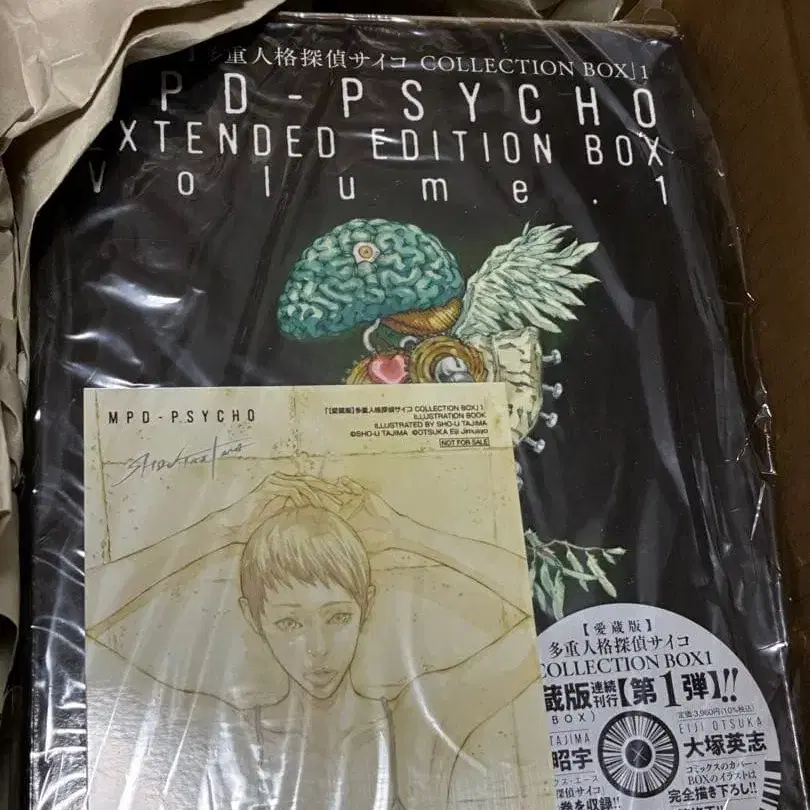 多重人格探偵サイコ COLLECTION BOX」1
PD-PSYCHO
XTENDED EDITION BOX
Volume.1
MPD-PSYCHO
「【愛蔵版】多重人格探偵サイコ COLLECTION BOX」1
ILLUSTRATION BOOK
ILLUSTRATED BY SHO-U TAJIMA
©SHO-U TAJIMA ©OTSUKA Eiji Jimusyo
NOT FOR SALE
【愛蔵版】
多重人格探偵サイコ
COLLECTION BOX1
蔵版 連続刊行【第1弾】!!
BOX)
定価:3,960円(10%税込)
TAJIMA
昭宇
EIJI OTSUKA
大塚英志
コミックスのカバー・
BOXのイラストは
完全描き下ろし!!
クス・エース
探偵サイコ
巻を収録!!